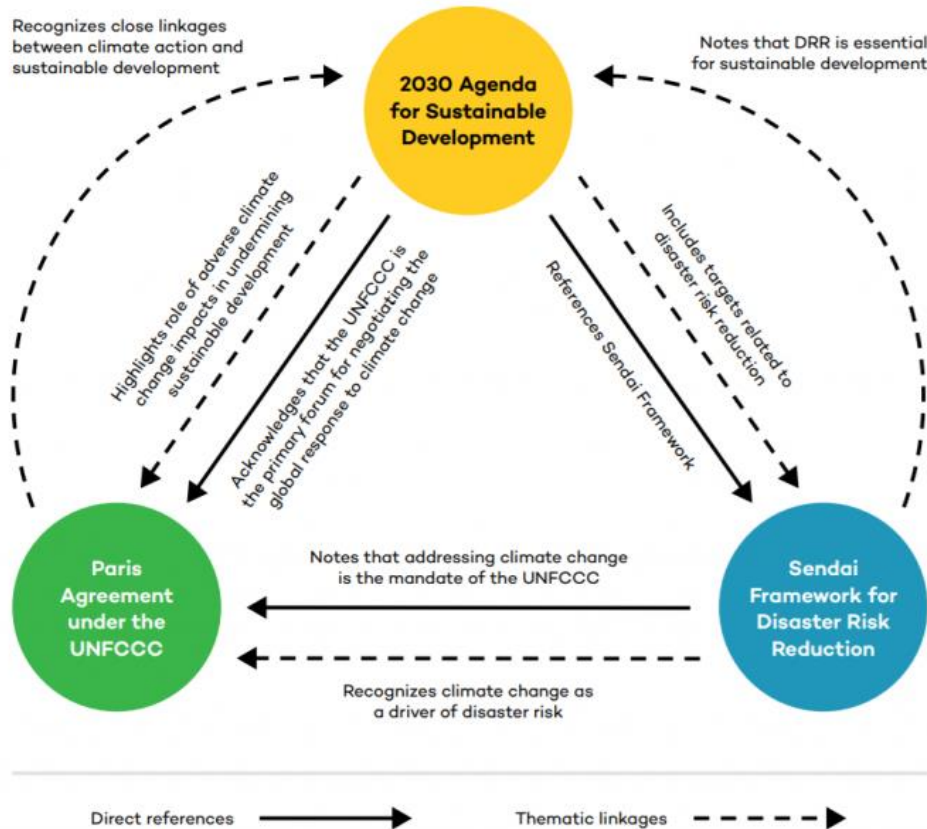 Recognizes close linkages
between climate action and
sustainable development
Notes that DRR is essential
for sustainable development
2030 Agenda
for Sustainable
Development
Highlights role of adverse climate
change impacts in undermining
sustainable development
Acknowledges that the UNFCCC is
the primary forum for negotiating the
global response to climate change
References Sendai Framework
Includes targets related to
disaster risk reduction
Paris
Agreement
under the
UNFCCC
Notes that addressing climate change
is the mandate of the UNFCCC
Recognizes climate change as
a driver of disaster risk
Sendai
Framework for
Disaster Risk
Reduction
Direct references
Thematic linkages